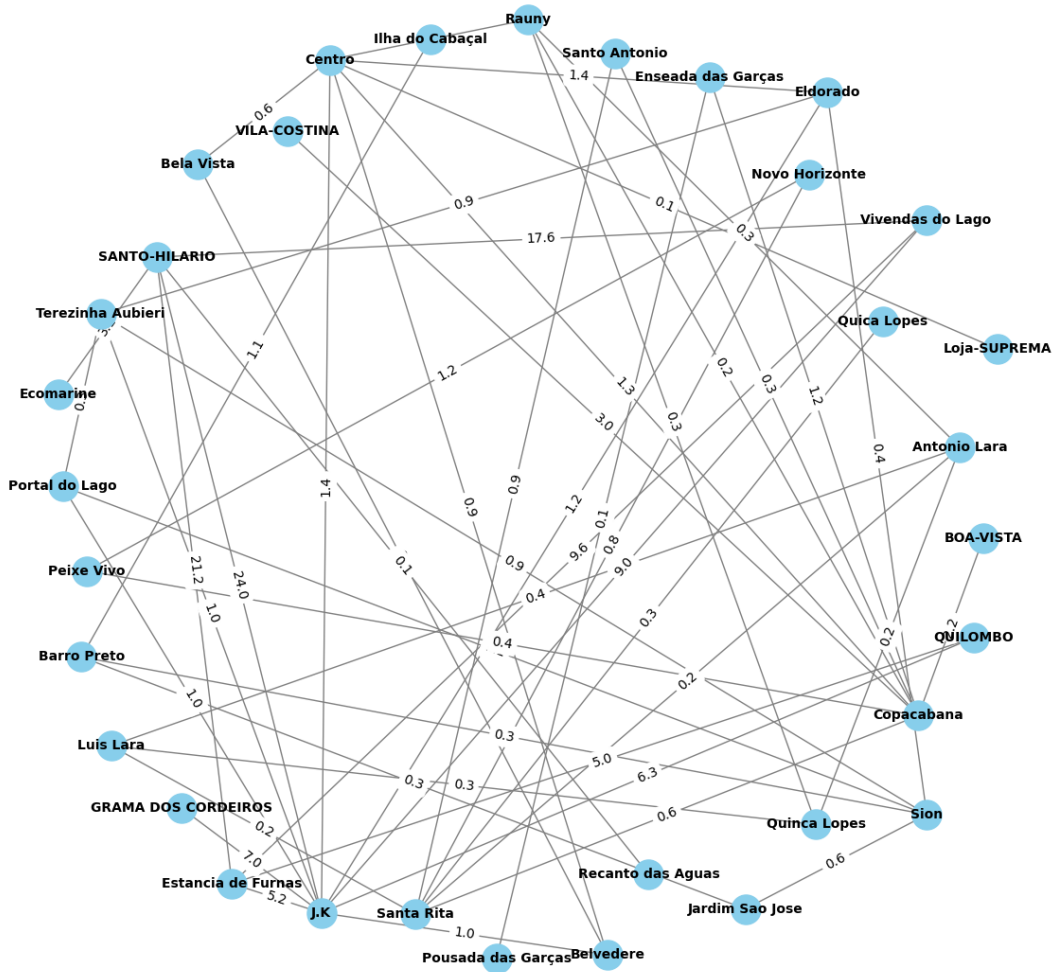 Rauny
Ilha do Cabaçal
Santo Antonio
Centro
1.4
Enseada das Garças
Eldorado
0.6
VILA-COSTINA
Bela Vista
Novo Horizonte
0.9
0.1
Vivendas do Lago
0.3
17.6
SANTO-HILARIO
Terezinha Aubieri
Quica Lopes
Loja-SUPREMA
1.1
1.2
0.2
0.3
1.3
1.2
Ecomarine
3.0
0.3
Antonio Lara
0.4
Portal do Lago
1.4
0.9
0.9
1.2
0.1
BOA-VISTA
0.8
9.6
0.1
0.9
9.0
Peixe Vivo
21.2
24.0
0.4
1.0
0.3
0.2
QUILOMBO
0.4
Barro Preto
0.2
1.0
Copacabana
0.3
Luis Lara
5.0
6.3
0.3
0.3
GRAMA DOS CORDEIROS
0.6
Quinca Lopes
Sion
0.2
7.0
0.6
Estancia de Furnas
5.2
Recanto das Aguas
J.K
Santa Rita
Jardim Sao Jose
1.0
Pousada das Garças
Belvedere